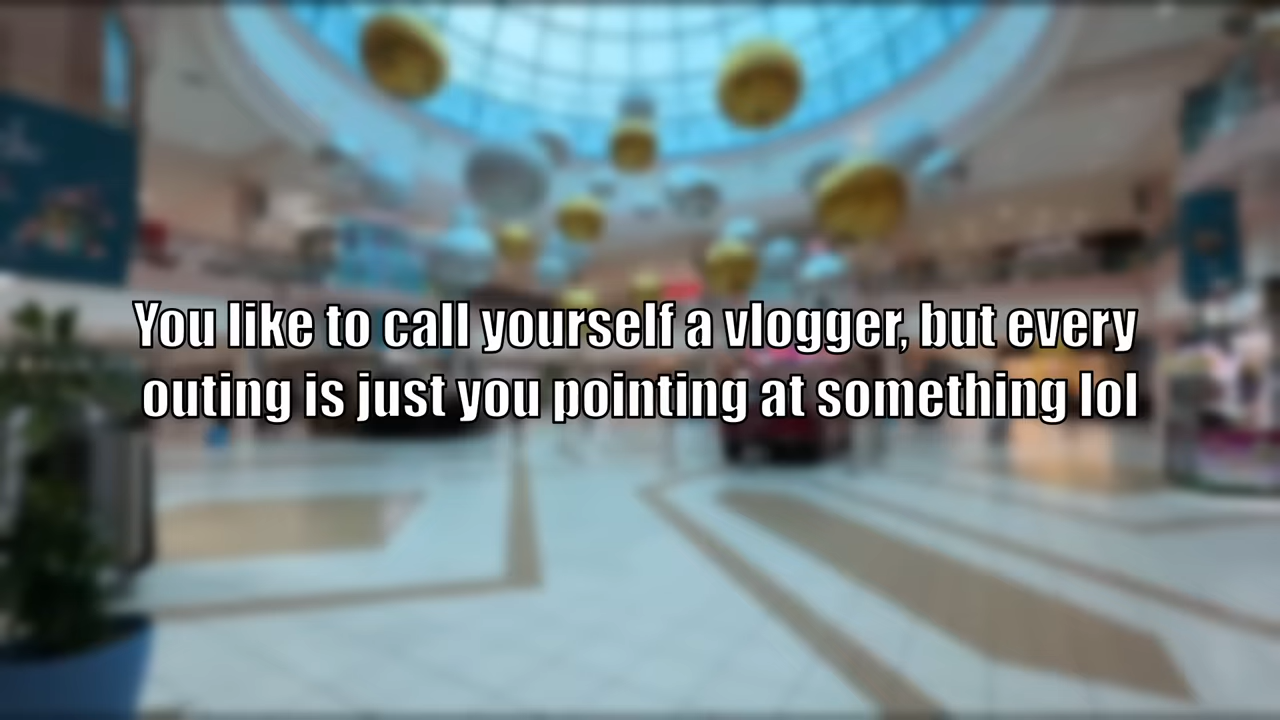 You like to call yourself a vlogger, but every
outing is just you pointing at something lol